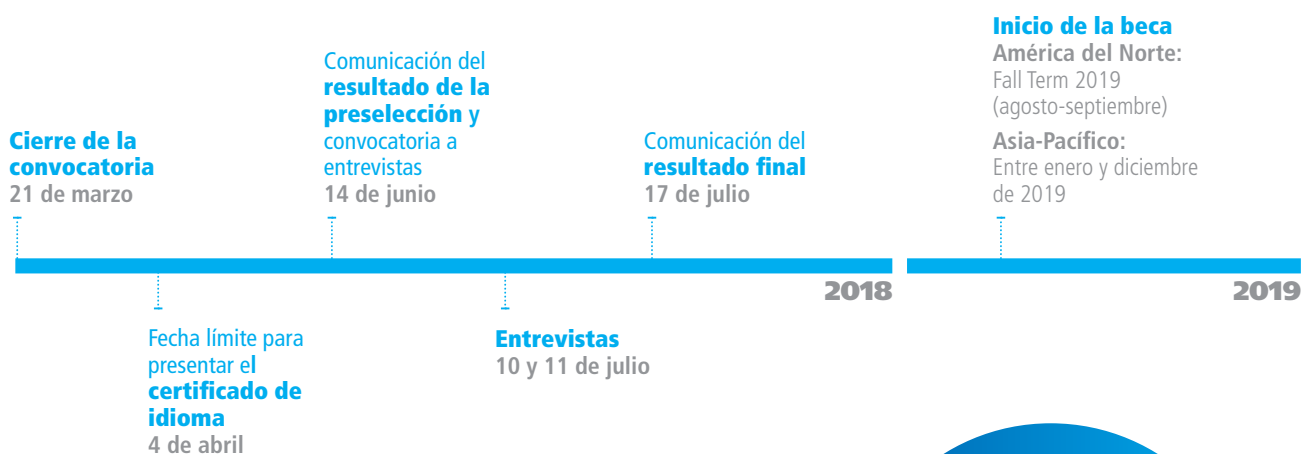 Cierre de la
convocatoria
21 de marzo
Fecha límite para
presentar el
certificado de
idioma
4 de abril
Comunicación del
resultado de la
preselección y
convocatoria a
entrevistas
14 de junio
Entrevistas
10 y 11 de julio
Comunicación del
resultado final
17 de julio
2018
Inicio de la beca
América del Norte:
Fall Term 2019
(agosto-septiembre)
Asia-Pacífico:
Entre enero y diciembre
de 2019
2019